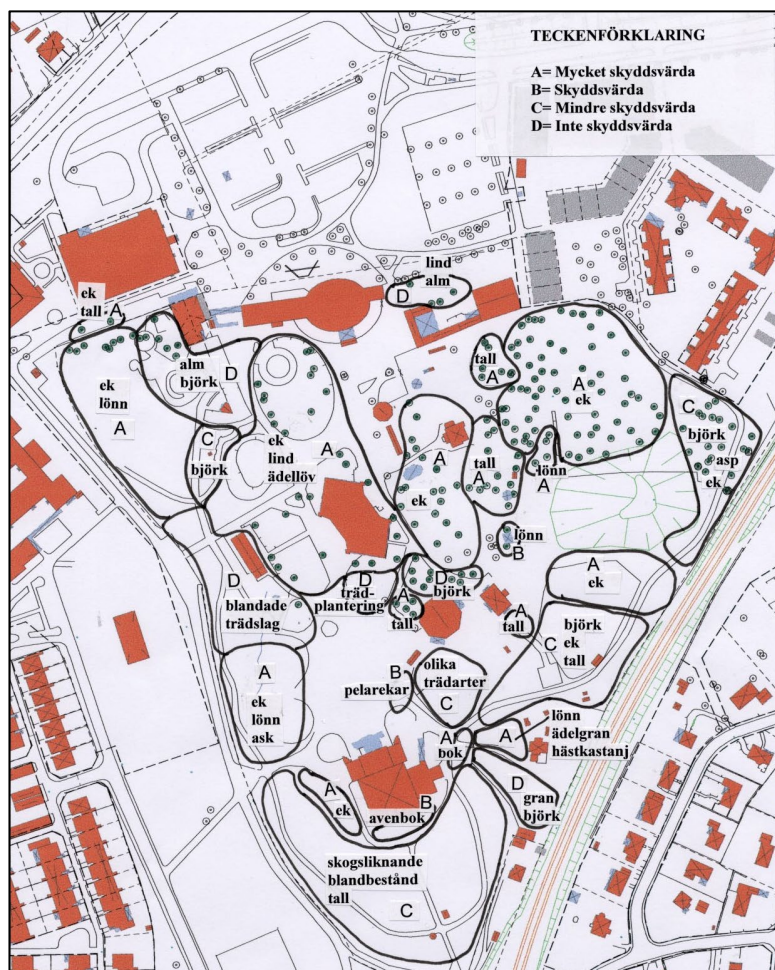 TECKENFÖRKLARING
A= Mycket skyddsvärda
B= Skyddsvärda
C= Mindre skyddsvärda
D= Inte skyddsvärda
lind
alm
D
ek
tall
A
alm
björk
D
ek
lönn
A
C
björk
ek
lind
ädellöv
A
tall
A
A
ek
C
björk
asp
ek
A
ek
tall
A
lönn
A
lönn
B
D
björk
D
träd-
plantering
A
tall
D
blandade
trädslag
A
ek
A
tall
björk
ek
tall
C
A
ek
lönn
ask
B
pelarekar
olika
trädarter
C
A
bok
A
lönn
ädelgran
hästkastanj
D
gran
björk
A
ek
B
avenbok
skogsliknande
blandbestånd
tall
C